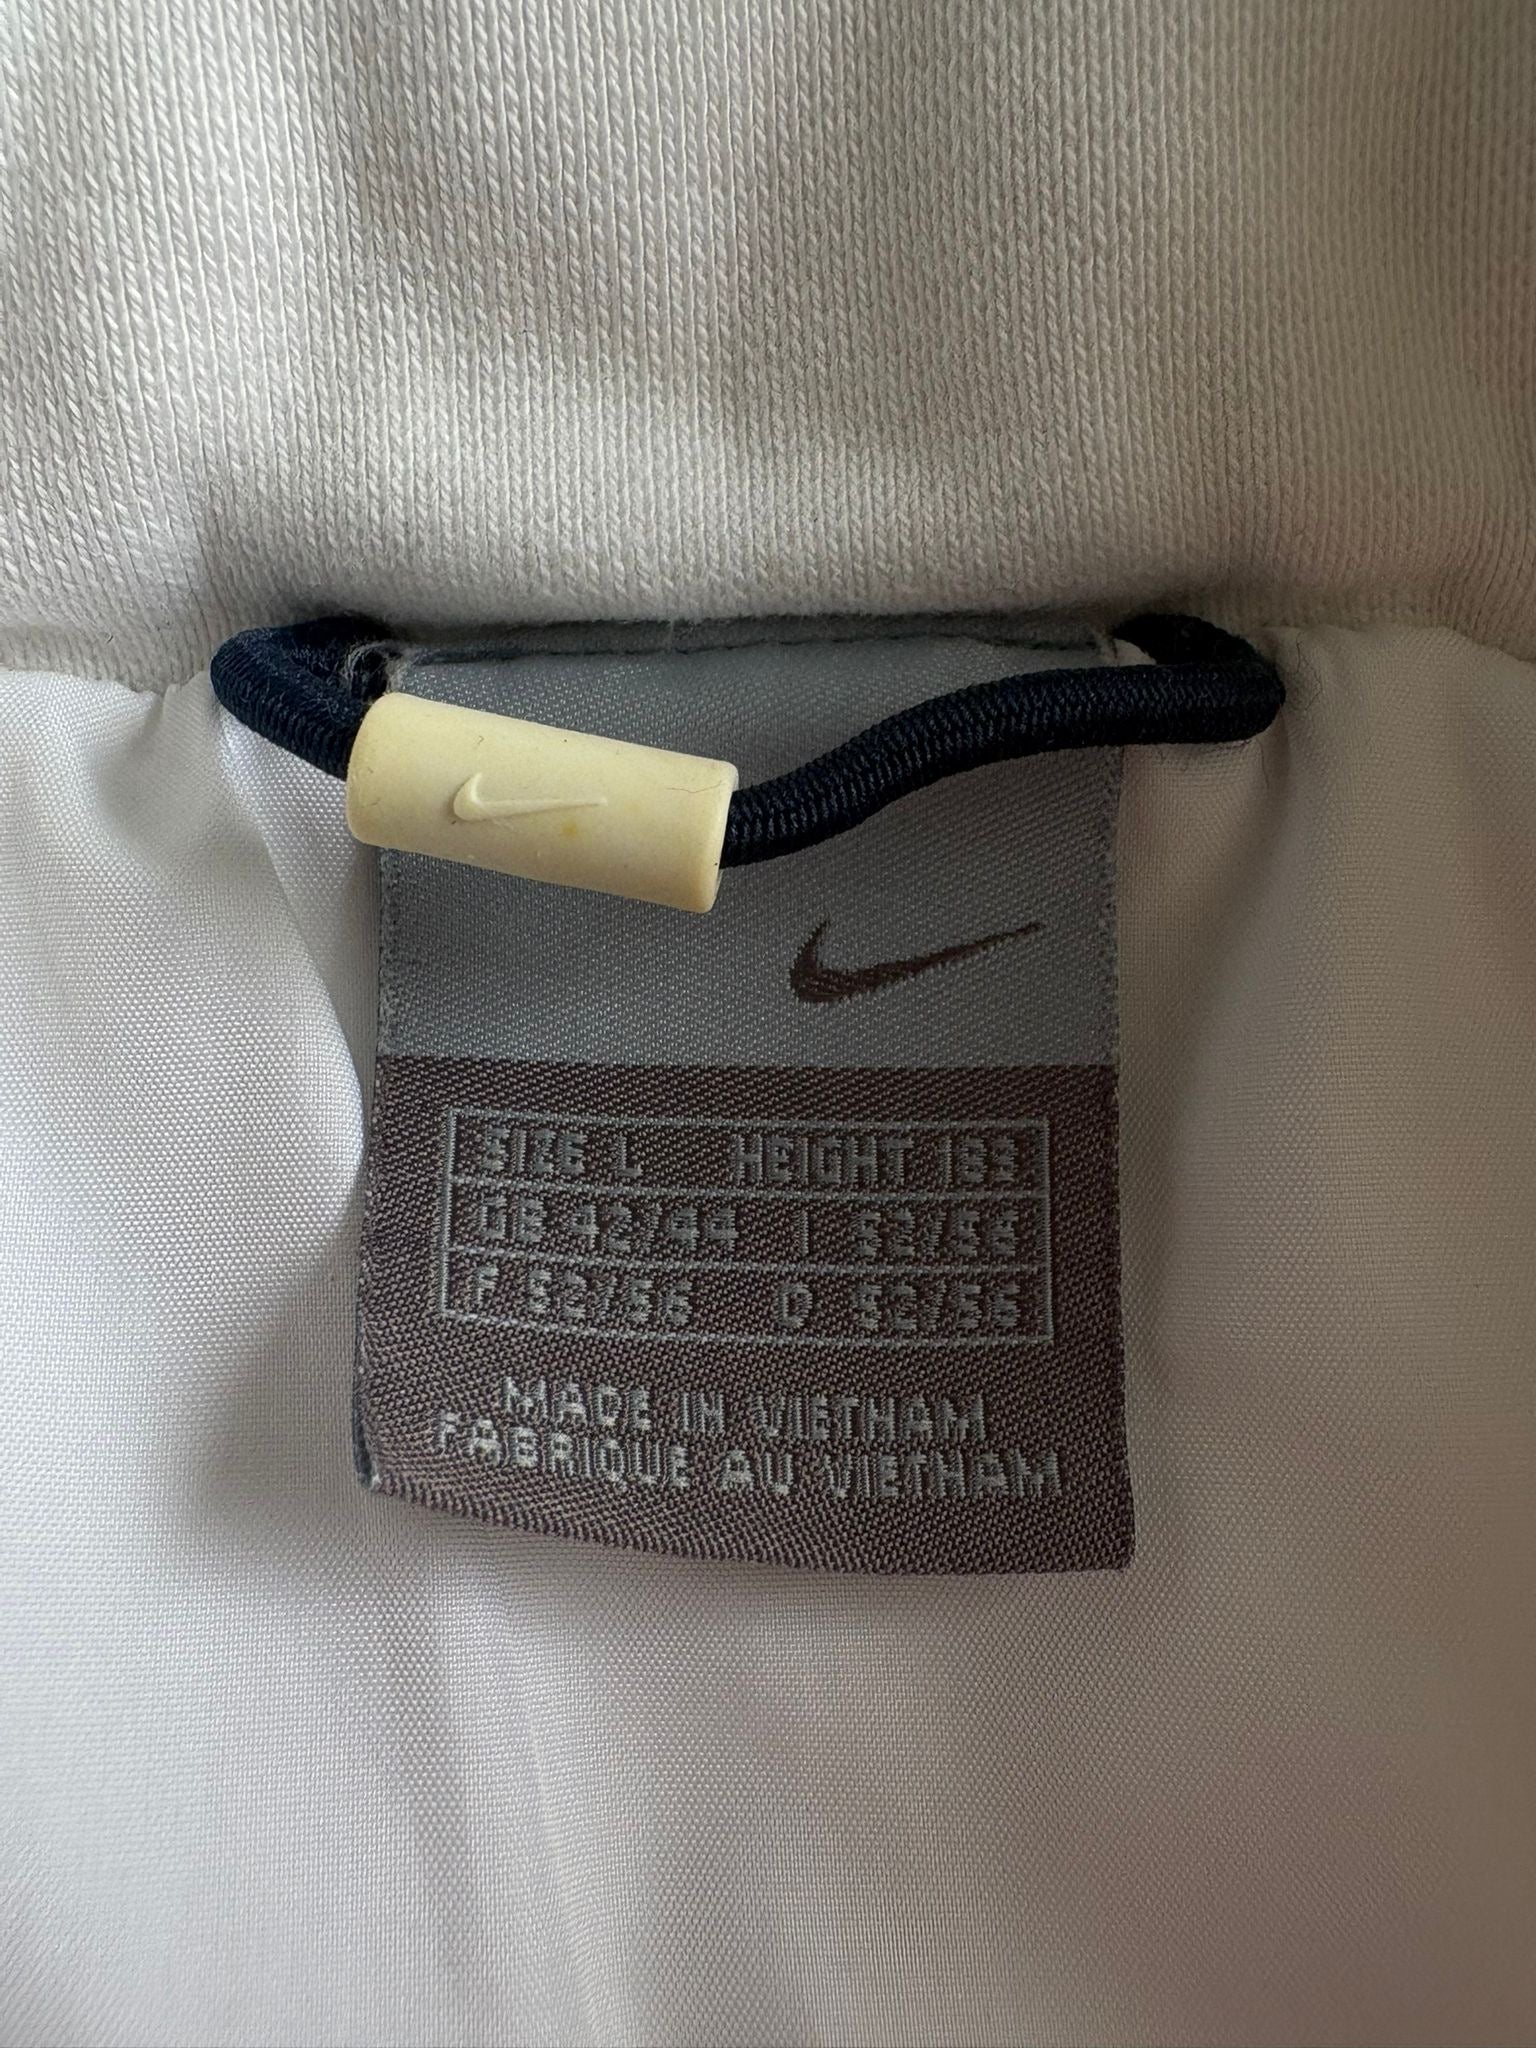 SIZE L HEIGHT 183
GB 42/44 I 52/56
F 52/56 D 52/56
MADE IN VIETNAM
FABRIQUE AU VIETNAM